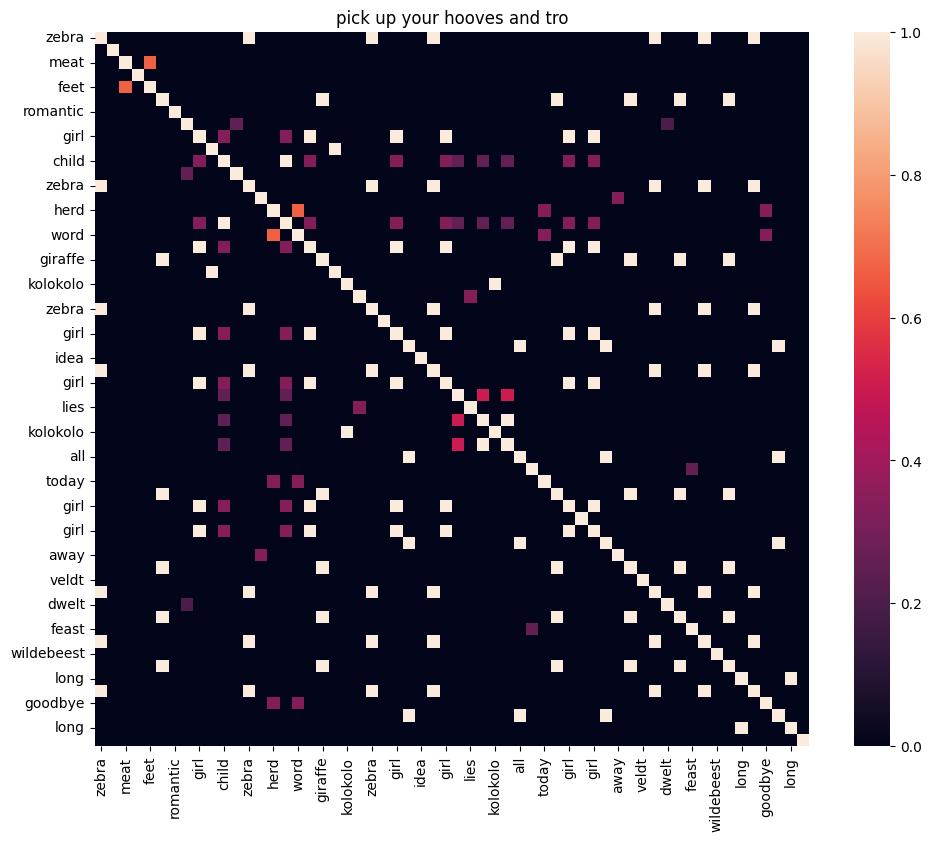 pick up your hooves and tro
zebra
meat
feet
romantic
girl
child
zebra
herd
word
giraffe
kolokolo
zebra
girl
idea
girl
lies
kolokolo
all
today
girl
girl
away
veldt
dwelt
feast
wildebeest
long
goodbye
long
1.0
0.8
0.6
0.4
0.2
0.0
zebra
meat
feet
romantic
girl
child
zebra
herd
word
giraffe
kolokolo
zebra
girl
idea
girl
lies
kolokolo
all
today
girl
girl
away
veldt
dwelt
feast
wildebeest
long
goodbye
long